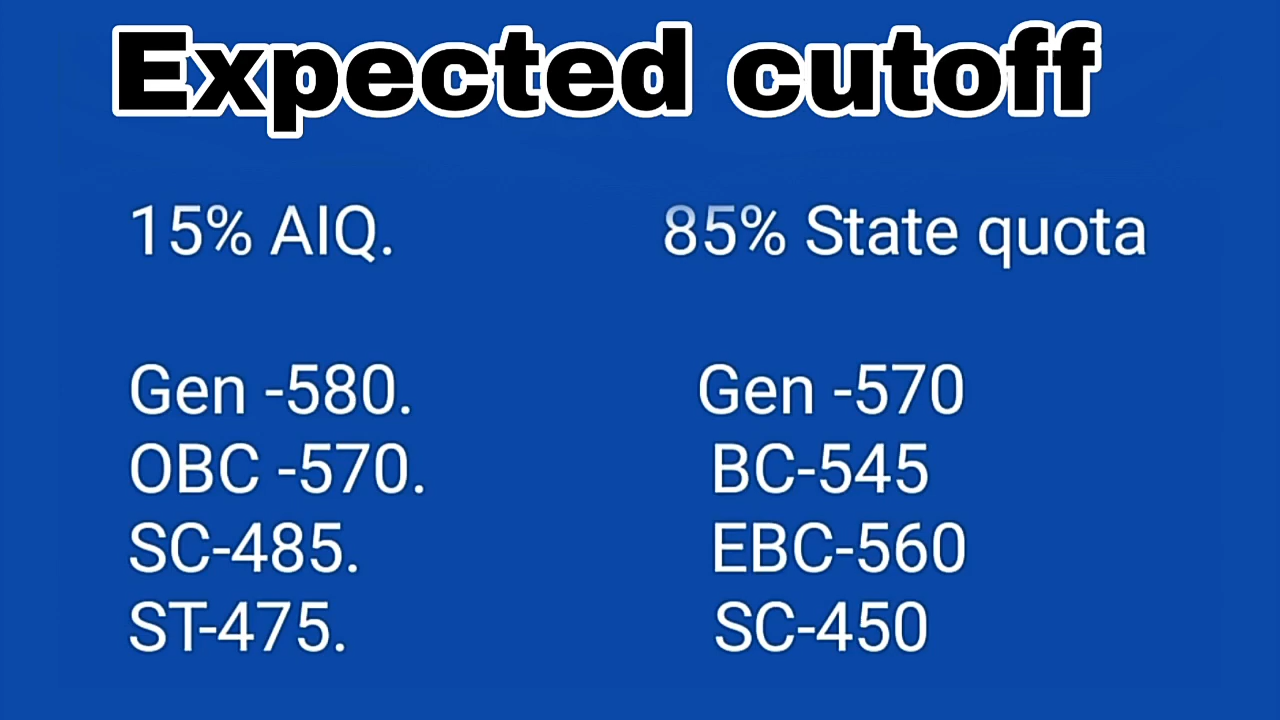 Expected cutoff
15% AIQ. 85% State quota
Gen -580. Gen -570
OBC -570. BC-545
SC-485. EBC-560
ST-475. SC-450